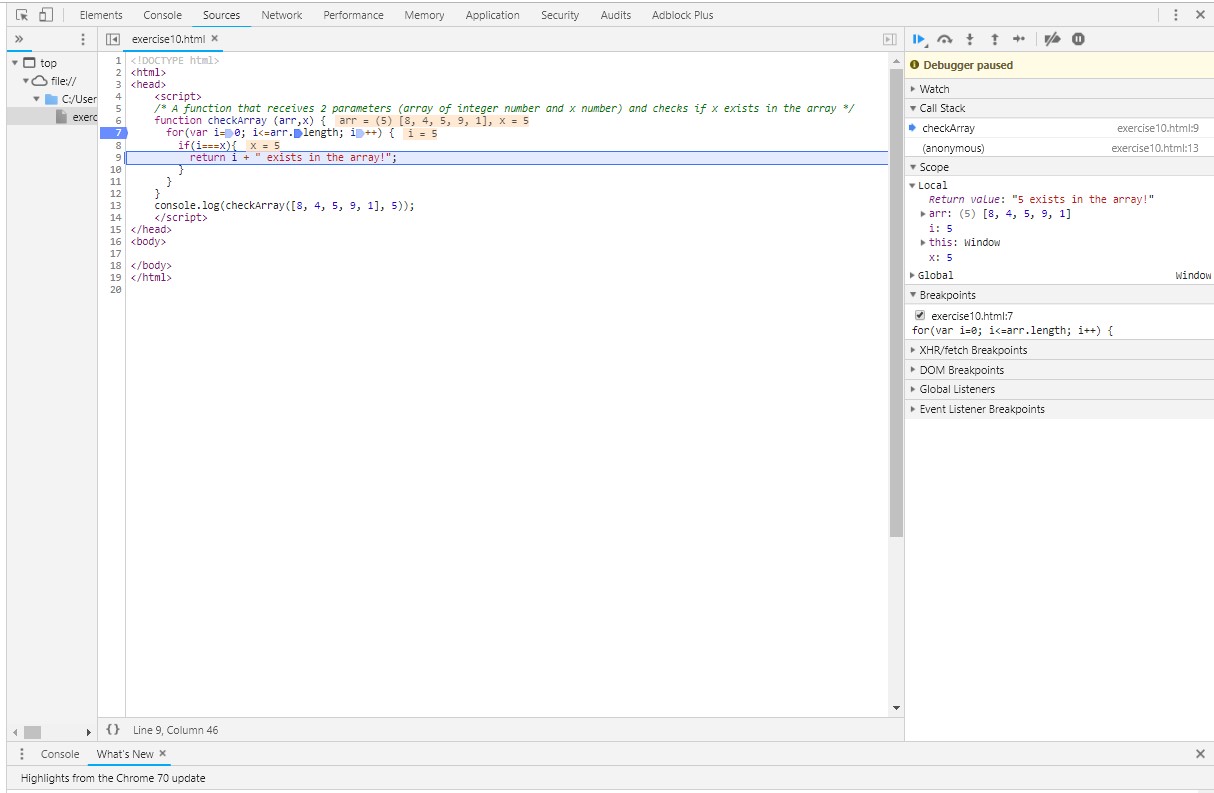 Elements Console Sources Network Performance Memory Application Security Audits Adblock Plus
» exercise10.html ×
top
file://
C:/User
exerc
1 <!DOCTYPE html>
2 <html>
3 <head>
4 <script>
5 /* A function that receives 2 parameters (array of integer number and x number) and checks if x exists in the array */
6 function checkArray (arr,x) { arr = (5) [8, 4, 5, 9, 1], x = 5
7 for(var i=0; i<=arr.length; i++) { i = 5
8 if(i===x){ x = 5
9 return i + " exists in the array!";
10 }
11 }
12 }
13 console.log(checkArray([8, 4, 5, 9, 1], 5));
14 </script>
15 </head>
16 <body>
17
18 </body>
19 </html>
20
{} Line 9, Column 46
Debugger paused
Watch
Call Stack
checkArray exercise10.html:9
(anonymous) exercise10.html:13
Scope
Local
Return value: "5 exists in the array!"
arr: (5) [8, 4, 5, 9, 1]
i: 5
this: Window
x: 5
Global Window
Breakpoints
exercise10.html:7
for(var i=0; i<=arr.length; i++) {
XHR/fetch Breakpoints
DOM Breakpoints
Global Listeners
Event Listener Breakpoints
Console What's New ×
Highlights from the Chrome 70 update